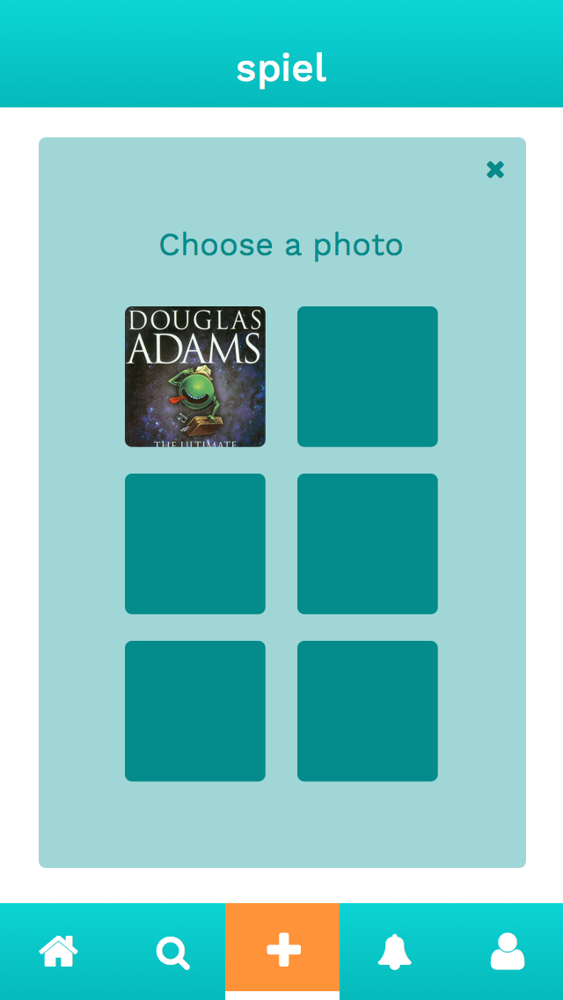 spiel
Choose a photo
DOUGLAS
ADAMS
THE ULTIMATE